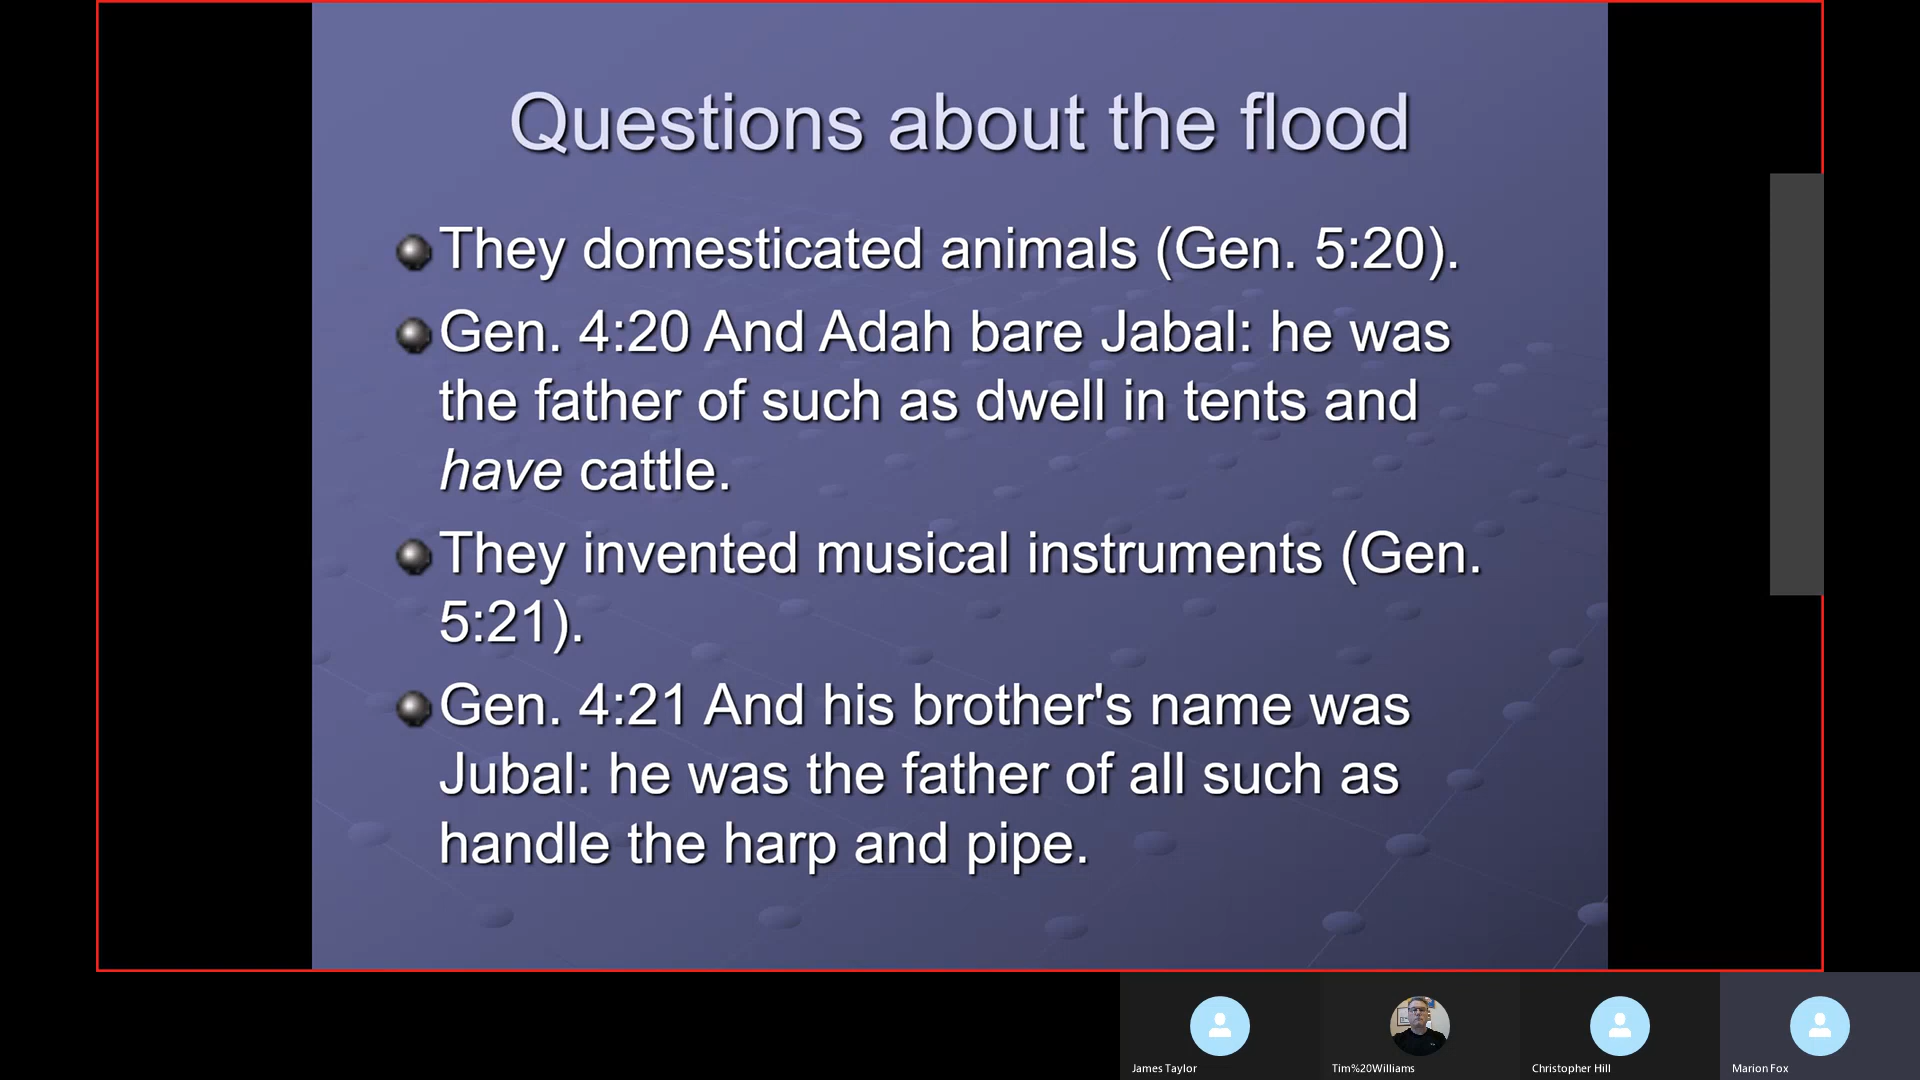 Questions about the flood
They domesticated animals (Gen. 5:20).
Gen. 4:20 And Adah bare Jabal: he was
the father of such as dwell in tents and
have cattle.
They invented musical instruments (Gen.
5:21).
Gen. 4:21 And his brother's name was
Jubal: he was the father of all such as
handle the harp and pipe.
James Taylor
Tim%20Williams
Christopher Hill
Marion Fox